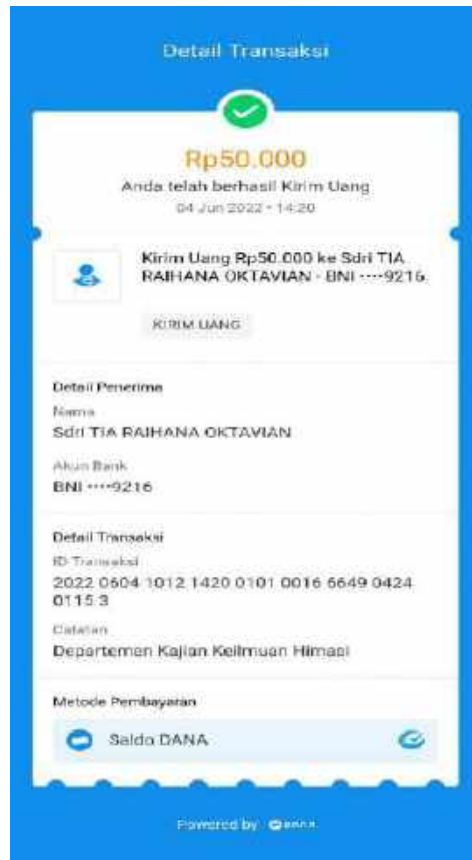 Detail Transaksi
Rp50.000
Anda telah berhasil Kirim Uang
04 Jun 2022 • 14:20
Kirim Uang Rp50.000 ke Sdri TIA
RAIHANA OKTAVIAN - BNI ····9216
KIRIM UANG
Detail Penerima
Nama
Sdri TIA RAIHANA OKTAVIAN
Akun Bank
BNI ····9216
Detail Transaksi
ID Transaksi
2022 0604 1012 1420 0101 0016 6649 0424
0115 3
Catatan
Departemen Kajian Keilmuan Himasi
Metode Pembayaran
Saldo DANA
Powered by DANA